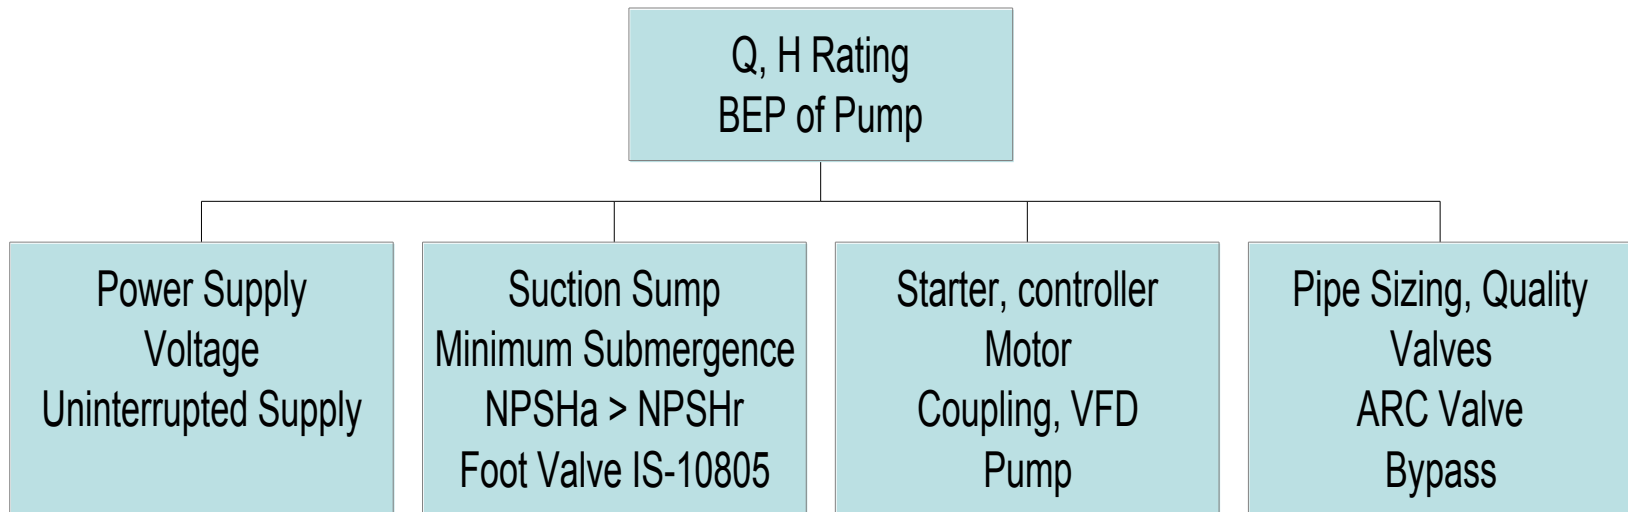 Q, H Rating
BEP of Pump
Power Supply
Voltage
Uninterrupted Supply
Suction Sump
Minimum Submergence
NPSHa > NPSHr
Foot Valve IS-10805
Starter, controller
Motor
Coupling, VFD
Pump
Pipe Sizing, Quality
Valves
ARC Valve
Bypass